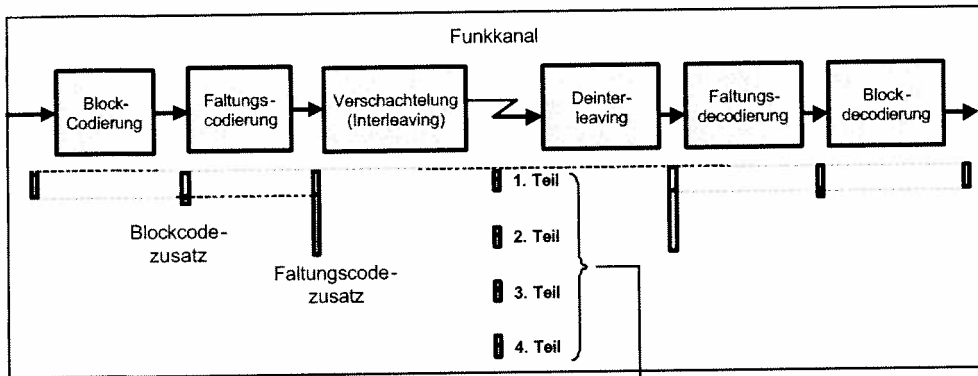 Funkkanal
Block-
Codierung
Faltungs-
codierung
Verschachtelung
(Interleaving)
Deinter-
leaving
Faltungs-
decodierung
Block-
decodierung
1. Teil
2. Teil
3. Teil
4. Teil
Blockcode-
zusatz
Faltungscode-
zusatz